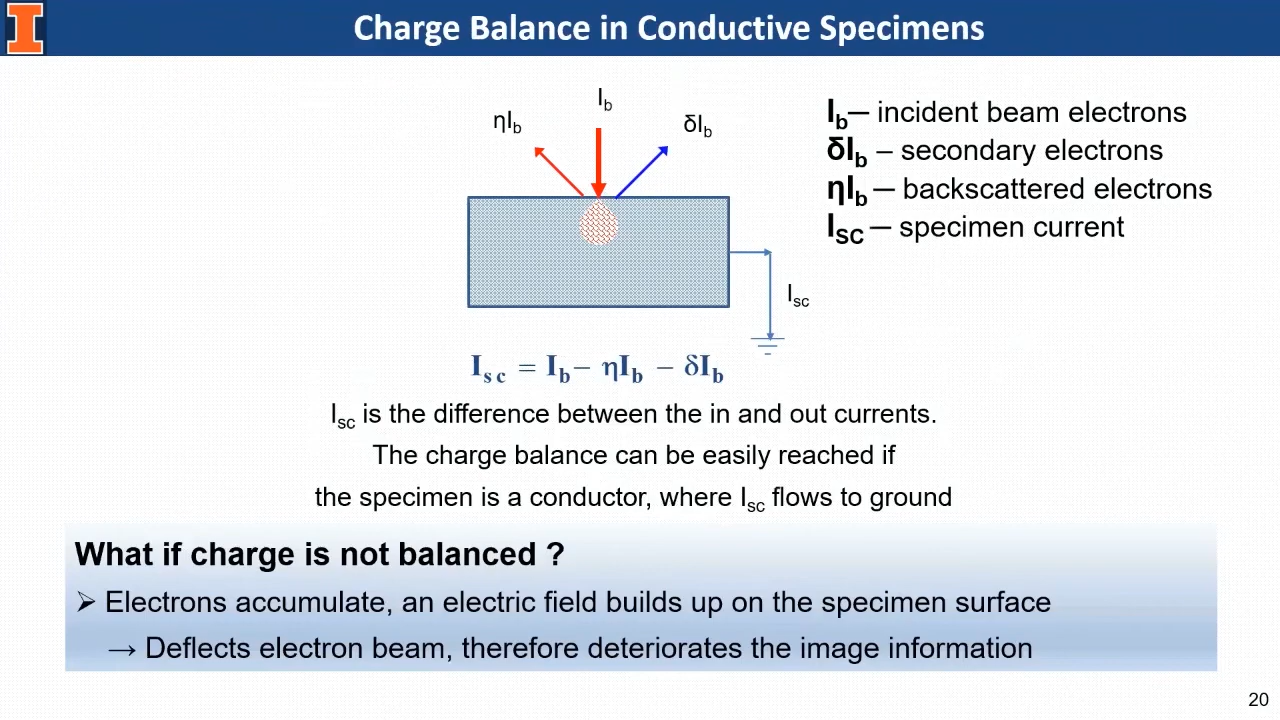 Charge Balance in Conductive Specimens
I_b
ηI_b
δI_b
I_b— incident beam electrons
δI_b – secondary electrons
ηI_b — backscattered electrons
I_SC — specimen current
I_sc
I_sc = I_b – ηI_b – δI_b
I_sc is the difference between the in and out currents.
The charge balance can be easily reached if
the specimen is a conductor, where I_sc flows to ground
What if charge is not balanced ?
➢ Electrons accumulate, an electric field builds up on the specimen surface
→ Deflects electron beam, therefore deteriorates the image information
20